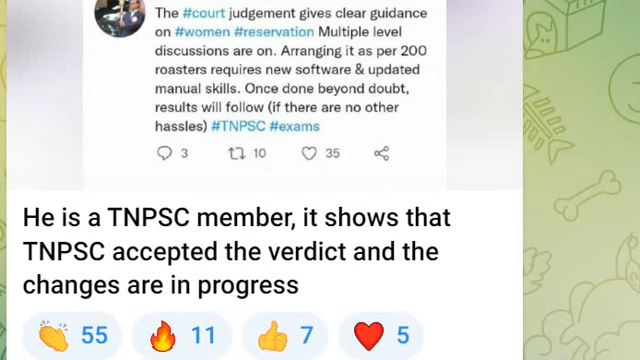 The #court judgement gives clear guidance
on #women #reservation Multiple level
discussions are on. Arranging it as per 200
roasters requires new software & updated
manual skills. Once done beyond doubt,
results will follow (if there are no other
hassles) #TNPSC #exams
3 10 35
He is a TNPSC member, it shows that
TNPSC accepted the verdict and the
changes are in progress
55 11 7 5